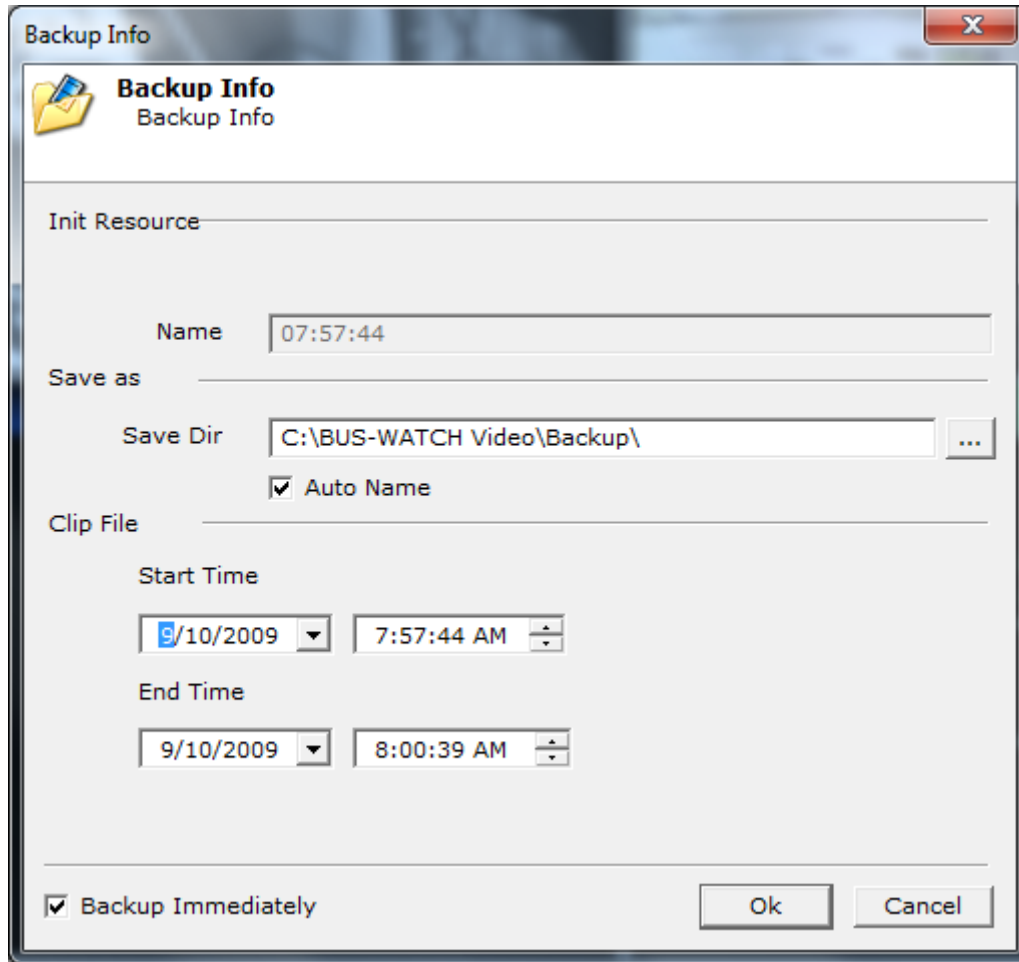 Backup Info
Backup Info
Backup Info
Init Resource
Name 07:57:44
Save as
Save Dir C:\BUS-WATCH Video\Backup\ ...
Auto Name
Clip File
Start Time
9/10/2009 7:57:44 AM
End Time
9/10/2009 8:00:39 AM
Backup Immediately Ok Cancel